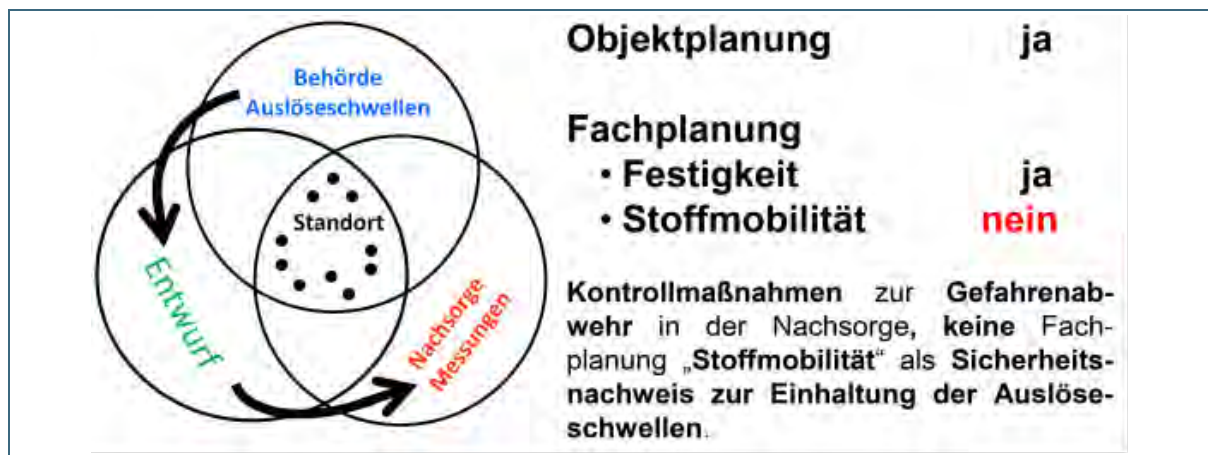 Behörde
Auslöseschwellen
Standort
Entwurf
Nachsorge
Messungen
Objektplanung ja
Fachplanung
• Festigkeit ja
• Stoffmobilität nein
Kontrollmaßnahmen zur Gefahrenab-
wehr in der Nachsorge, keine Fach-
planung „Stoffmobilität“ als Sicherheits-
nachweis zur Einhaltung der Auslöse-
schwellen.